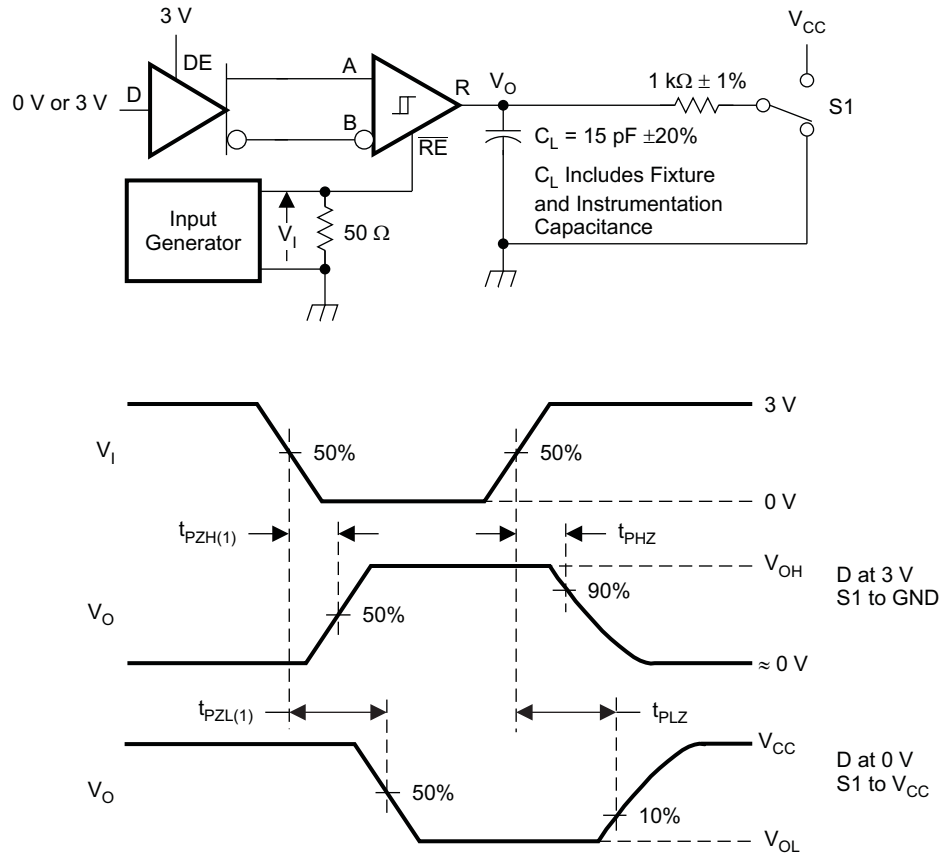 3 V
V_CC
DE
A
V_O
1 kΩ ± 1%
0 V or 3 V
D
R
S1
B
C_L = 15 pF ±20%
R̅E̅
C_L Includes Fixture
and Instrumentation
Capacitance
Input
Generator
V_I
50 Ω
3 V
V_I
50%
50%
0 V
t_PZH(1)
t_PHZ
V_OH
D at 3 V
S1 to GND
90%
V_O
50%
≈ 0 V
t_PZL(1)
t_PLZ
V_CC
D at 0 V
S1 to V_CC
V_O
50%
10%
V_OL